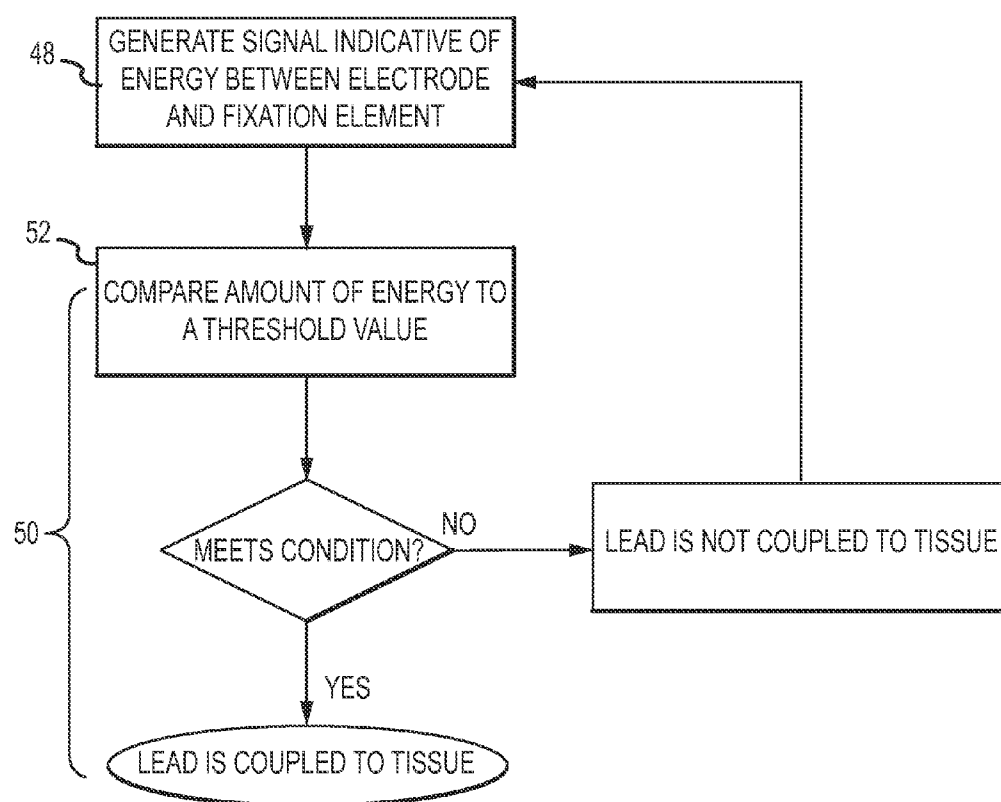 48
GENERATE SIGNAL INDICATIVE OF
ENERGY BETWEEN ELECTRODE
AND FIXATION ELEMENT
52
COMPARE AMOUNT OF ENERGY TO
A THRESHOLD VALUE
50
MEETS CONDITION?
NO
LEAD IS NOT COUPLED TO TISSUE
YES
LEAD IS COUPLED TO TISSUE